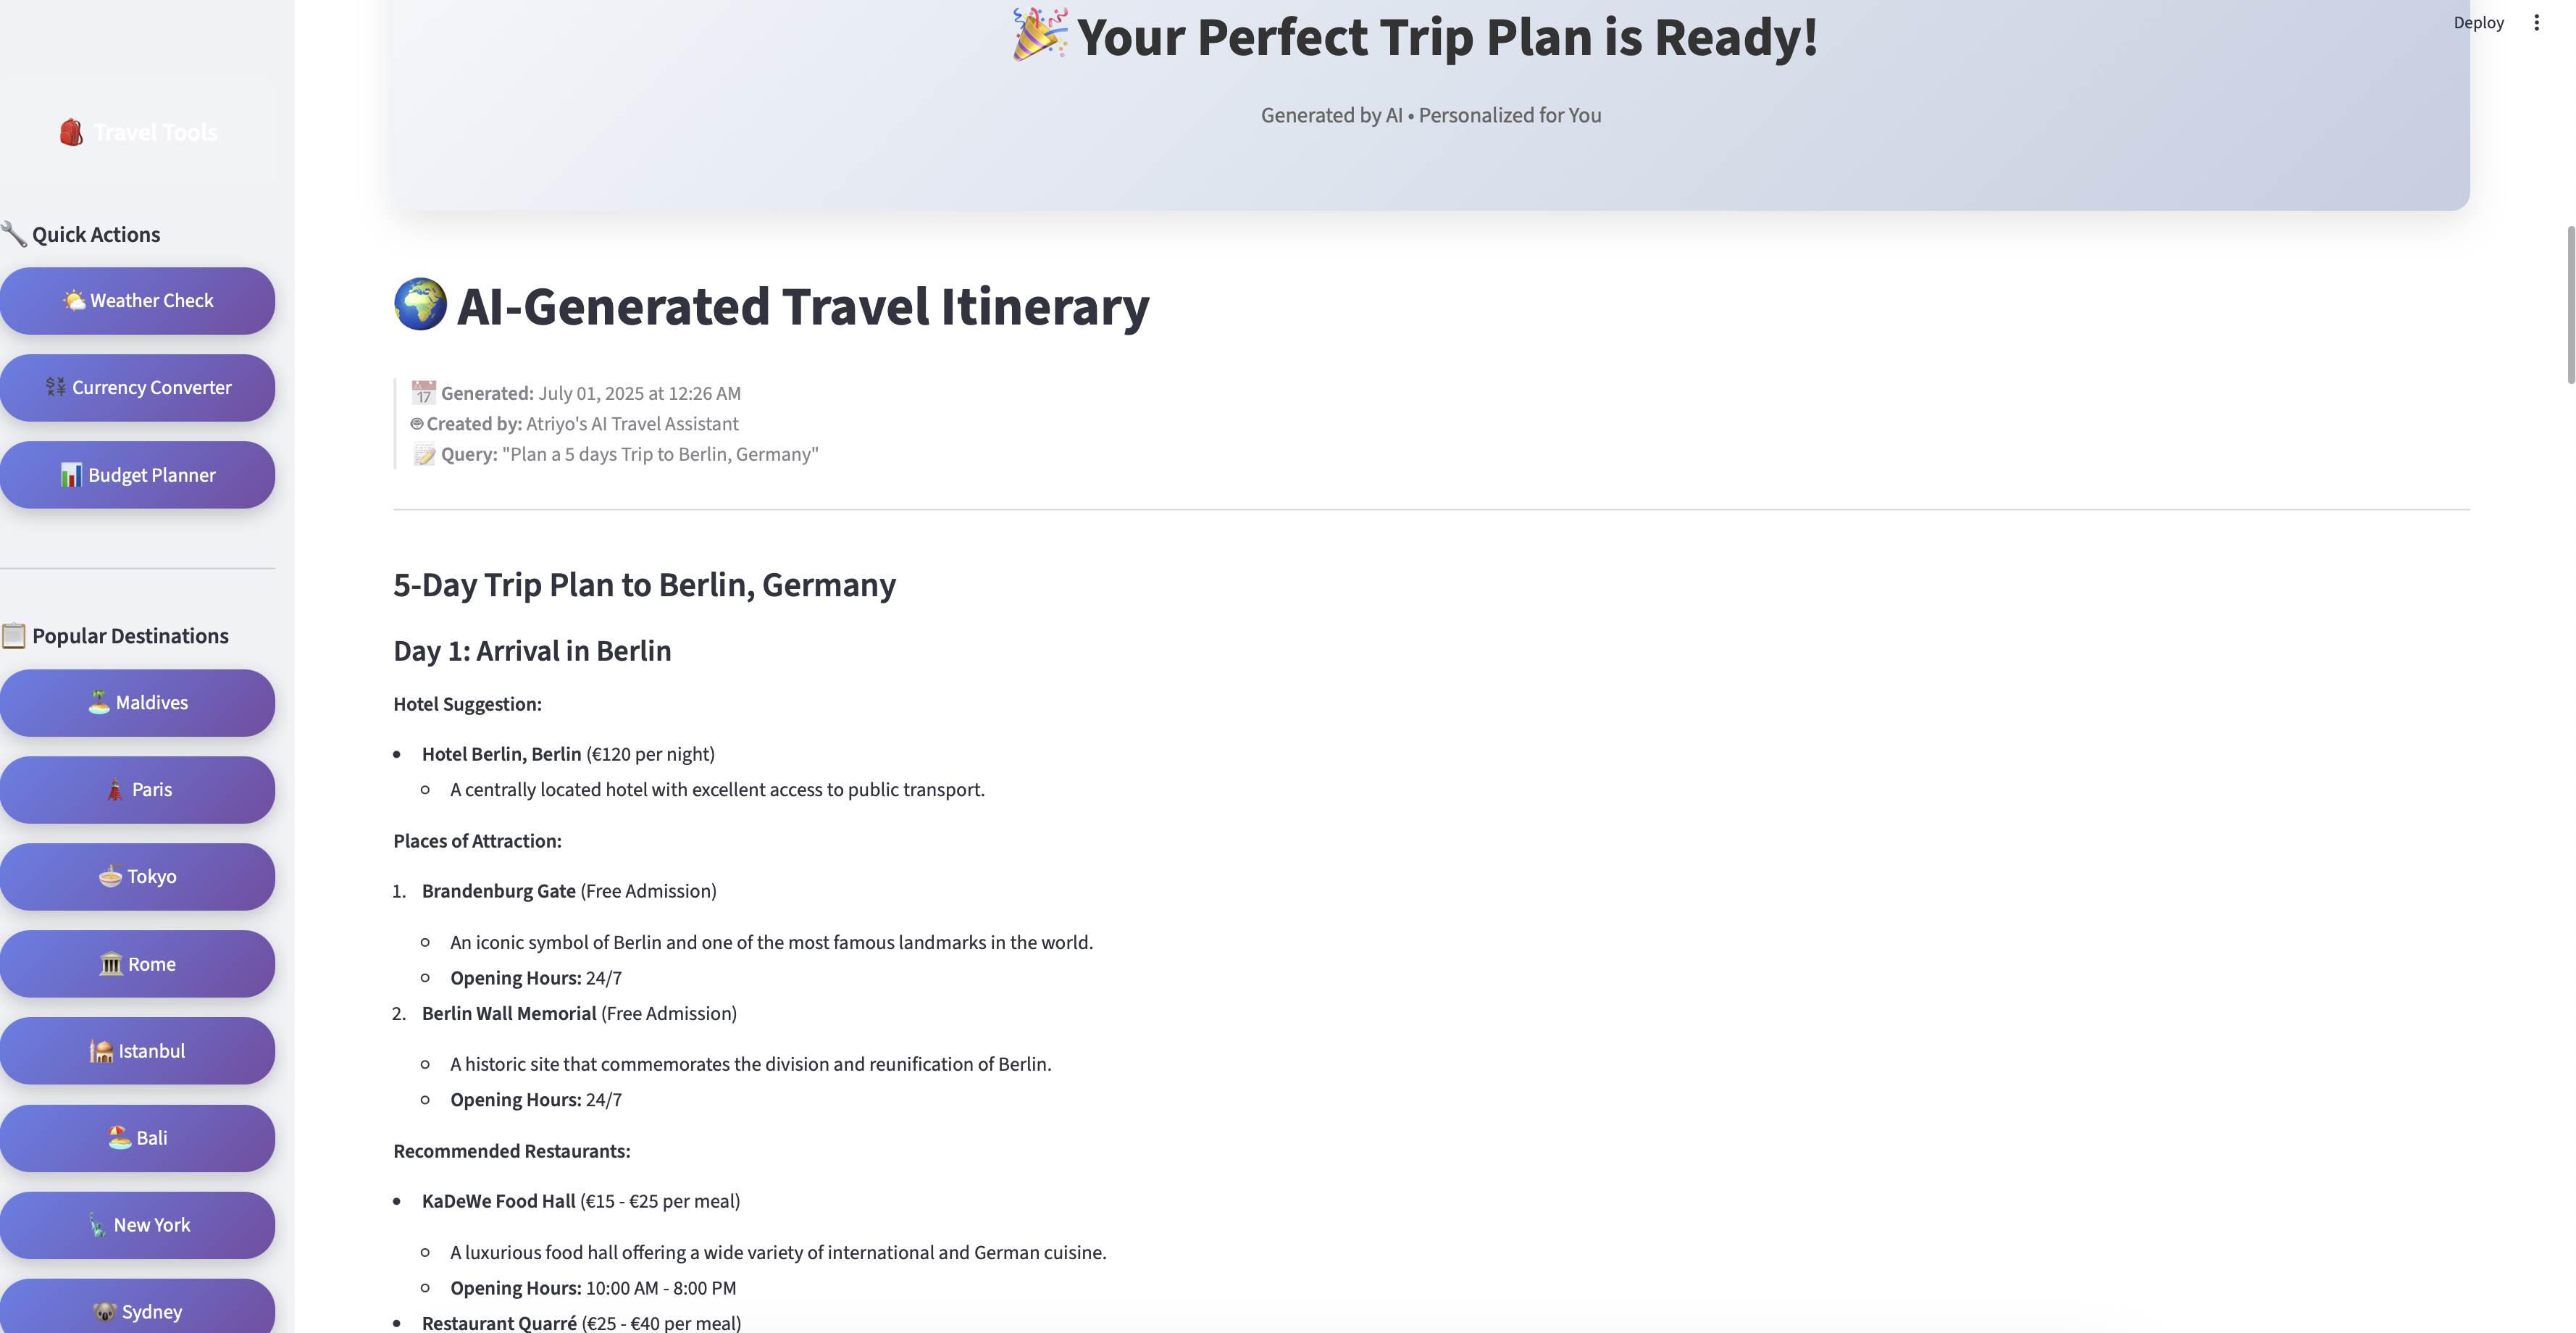 Deploy
🎉 Your Perfect Trip Plan is Ready!
Generated by AI • Personalized for You
🎒 Travel Tools
🔧 Quick Actions
🌤️ Weather Check
💱 Currency Converter
📊 Budget Planner
📋 Popular Destinations
🏝️ Maldives
🗼 Paris
🍜 Tokyo
🏛️ Rome
🕌 Istanbul
🏖️ Bali
🗽 New York
🐨 Sydney
🌍 AI-Generated Travel Itinerary
📅 Generated: July 01, 2025 at 12:26 AM
Created by: Atriyo's AI Travel Assistant
📝 Query: "Plan a 5 days Trip to Berlin, Germany"
5-Day Trip Plan to Berlin, Germany
Day 1: Arrival in Berlin
Hotel Suggestion:
• Hotel Berlin, Berlin (€120 per night)
◦ A centrally located hotel with excellent access to public transport.
Places of Attraction:
1. Brandenburg Gate (Free Admission)
◦ An iconic symbol of Berlin and one of the most famous landmarks in the world.
◦ Opening Hours: 24/7
2. Berlin Wall Memorial (Free Admission)
◦ A historic site that commemorates the division and reunification of Berlin.
◦ Opening Hours: 24/7
Recommended Restaurants:
• KaDeWe Food Hall (€15 - €25 per meal)
◦ A luxurious food hall offering a wide variety of international and German cuisine.
◦ Opening Hours: 10:00 AM - 8:00 PM
• Restaurant Quarré (€25 - €40 per meal)